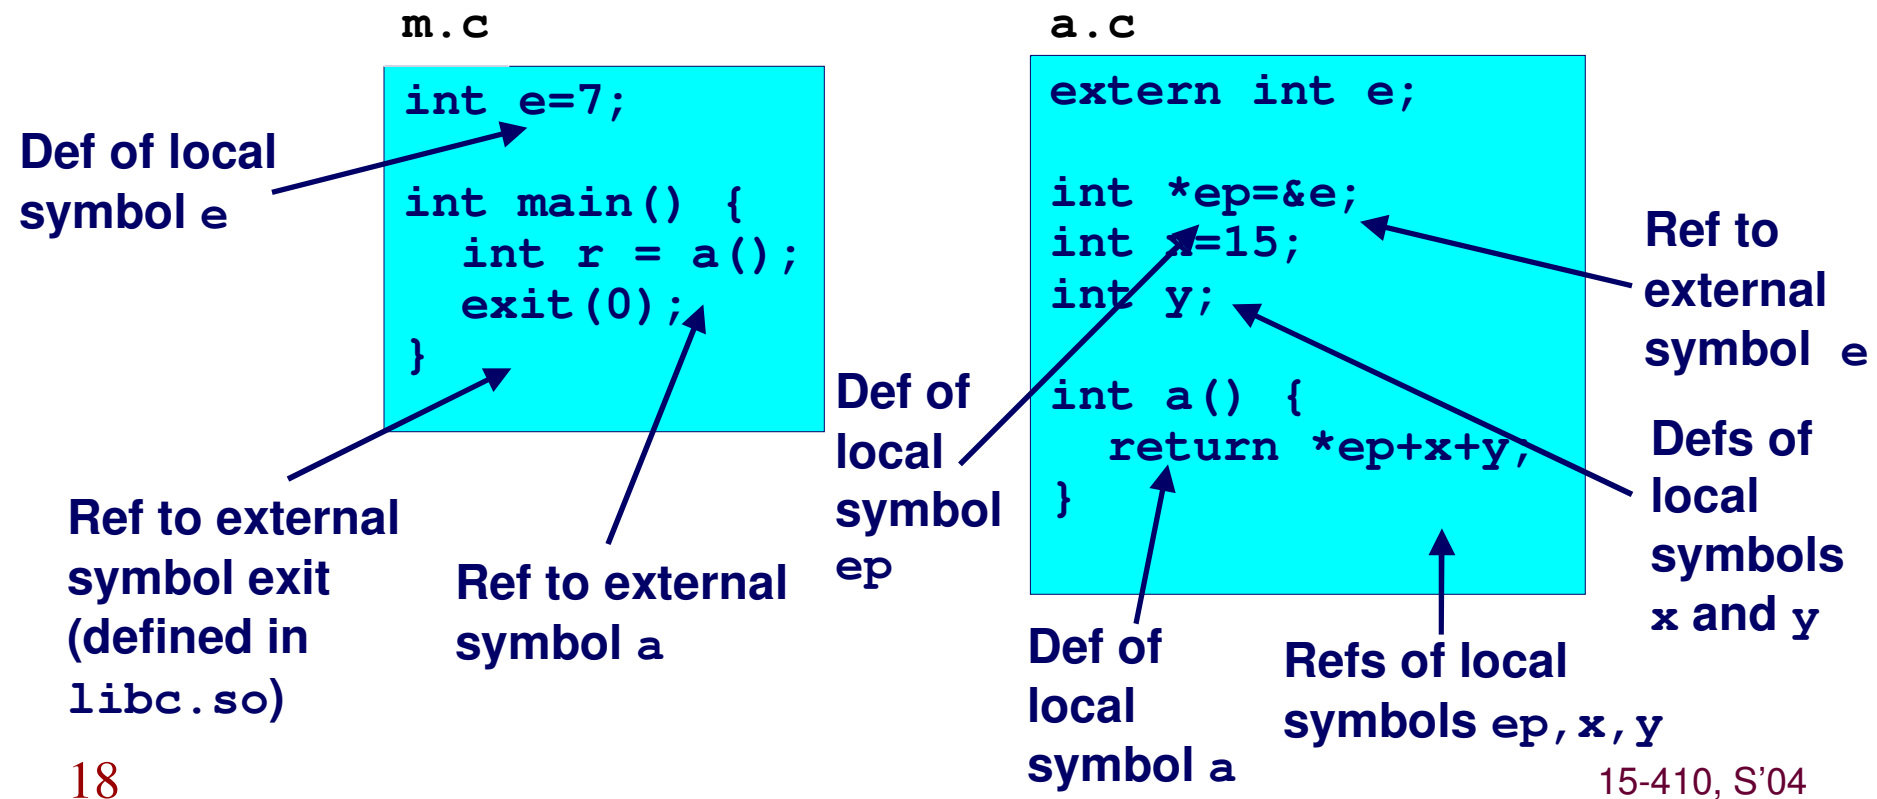 m.c
int e=7;
int main() {
int r = a();
exit(0);
}
Def of local
symbol e
Ref to external
symbol exit
(defined in
libc.so)
Ref to external
symbol a
a.c
extern int e;
int *ep=&e;
int x=15;
int y;
int a() {
return *ep+x+y;
}
Def of
local
symbol
ep
Ref to
external
symbol e
Defs of
local
symbols
x and y
Def of
local
symbol a
Refs of local
symbols ep,x,y
18
15-410, S’04